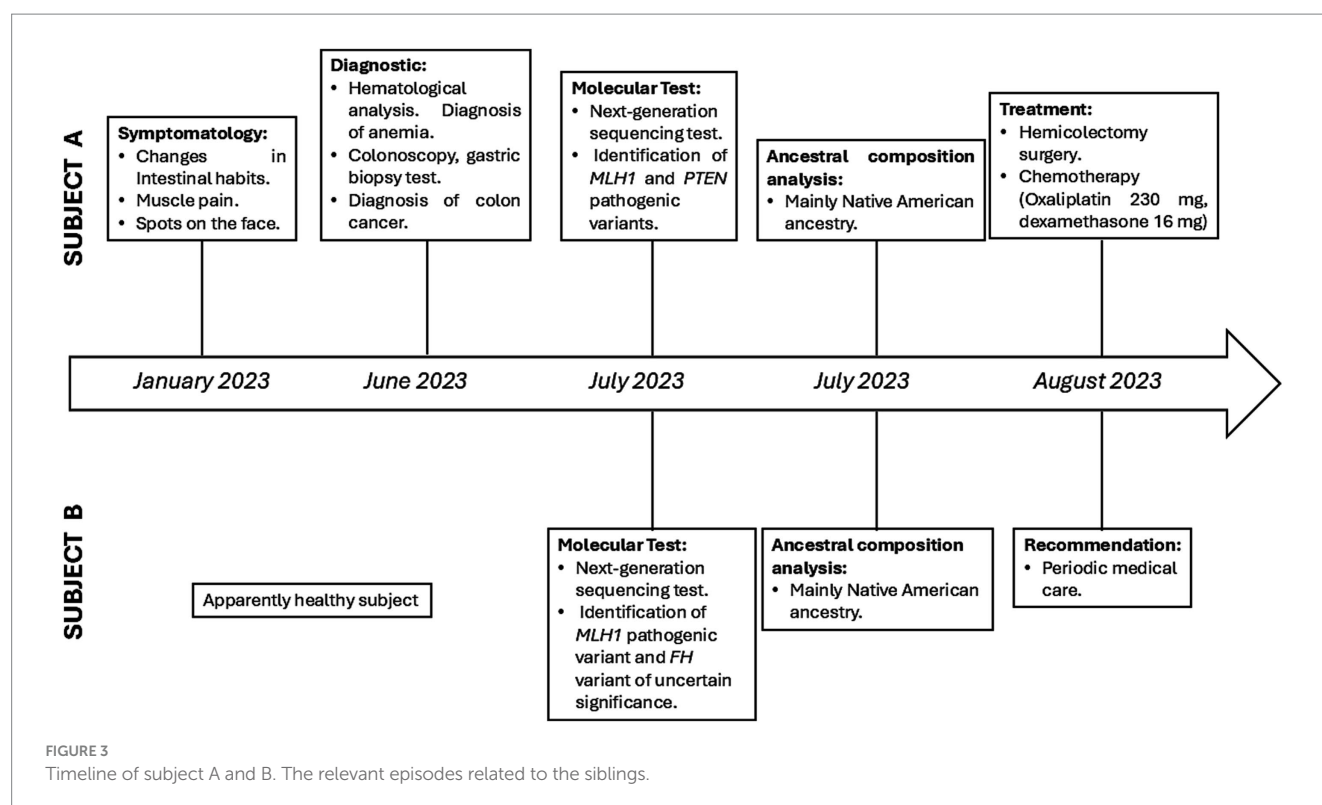 SUBJECT A
Symptomatology:
• Changes in
Intestinal habits.
• Muscle pain.
• Spots on the face.
Diagnostic:
• Hematological
analysis. Diagnosis
of anemia.
• Colonoscopy, gastric
biopsy test.
• Diagnosis of colon
cancer.
Molecular Test:
• Next-generation
sequencing test.
• Identification of
MLH1 and PTEN
pathogenic
variants.
Ancestral composition
analysis:
• Mainly Native American
ancestry.
Treatment:
• Hemicolectomy
surgery.
• Chemotherapy
(Oxaliplatin 230 mg,
dexamethasone 16 mg)
January 2023
June 2023
July 2023
July 2023
August 2023
SUBJECT B
Apparently healthy subject
Molecular Test:
• Next-generation
sequencing test.
• Identification of
MLH1 pathogenic
variant and FH
variant of uncertain
significance.
Ancestral composition
analysis:
• Mainly Native American
ancestry.
Recommendation:
• Periodic medical
care.
FIGURE 3
Timeline of subject A and B. The relevant episodes related to the siblings.